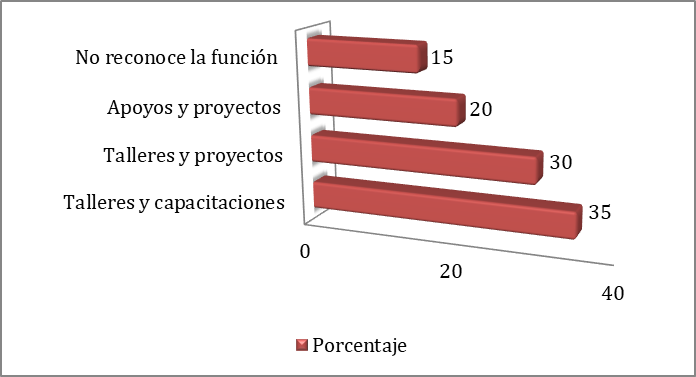 No reconoce la función 15
Apoyos y proyectos 20
Talleres y proyectos 30
Talleres y capacitaciones 35
0
20
40
Porcentaje